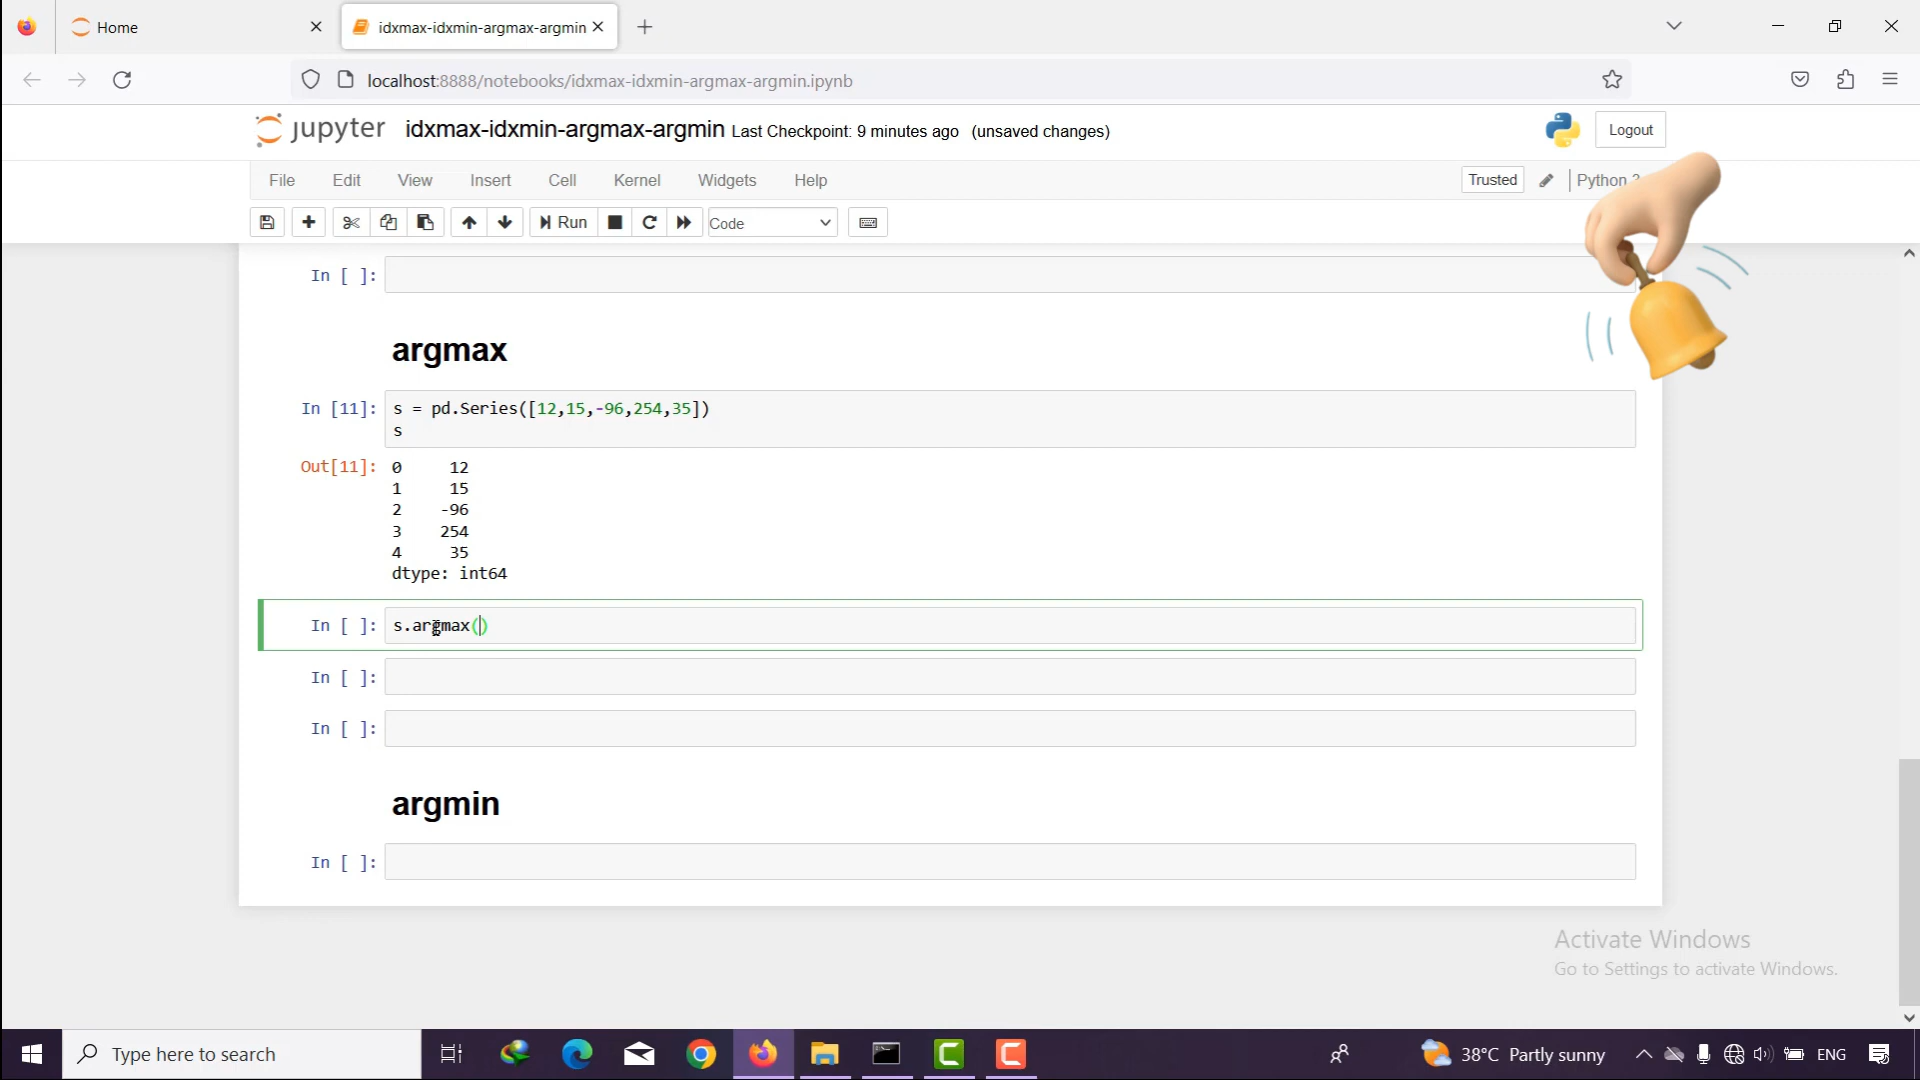 Home
idxmax-idxmin-argmax-argmin
localhost:8888/notebooks/idxmax-idxmin-argmax-argmin.ipynb
jupyter idxmax-idxmin-argmax-argmin Last Checkpoint: 9 minutes ago (unsaved changes)
Logout
File Edit View Insert Cell Kernel Widgets Help
Trusted Python 3
Run Code
In [ ]:
argmax
In [11]: s = pd.Series([12,15,-96,254,35])
s
Out[11]: 0 12
1 15
2 -96
3 254
4 35
dtype: int64
In [ ]: s.argmax()
In [ ]:
In [ ]:
argmin
In [ ]:
Activate Windows
Go to Settings to activate Windows.
Type here to search
38°C Partly sunny
ENG